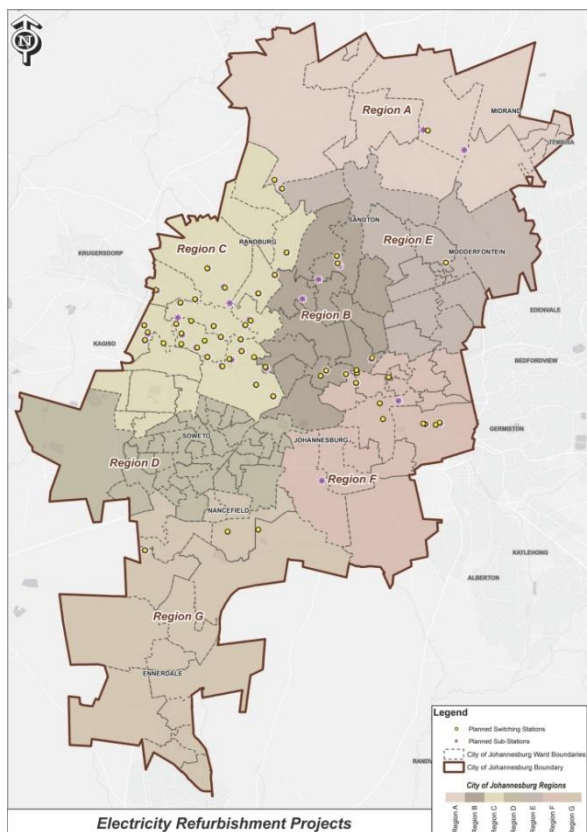 N
Region A
MIDRAND
TEMBISA
SANDTON
Region E
RANDBURG
Region C
MODDERFONTEIN
KRUGERSDORP
EDENVALE
Region B
KAGISO
BEDFORDVIEW
GERMISTON
SOWETO
JOHANNESBURG
Region D
Region F
NANCEFIELD
KATLEHONG
ALBERTON
Region G
ENNERDALE
Legend
Planned Switching Stations
Planned Sub-Stations
City of Johannesburg Ward Boundaries
City of Johannesburg Boundary
RAND
City of Johannesburg Regions
Region A
Region B
Region C
Region D
Region E
Region F
Region G
Electricity Refurbishment Projects